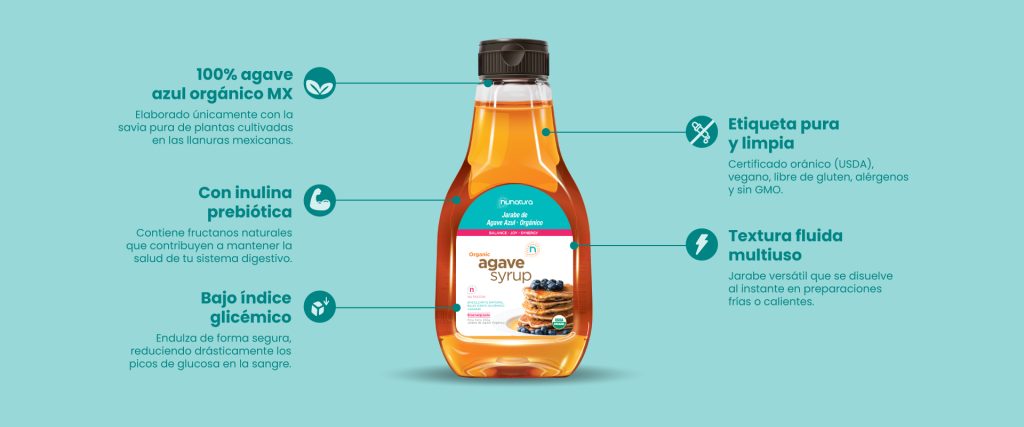 100% agave
azul orgánico MX
Elaborado únicamente con la
savia pura de plantas cultivadas
en las llanuras mexicanas.
Con inulina
prebiótica
Contiene fructanos naturales
que contribuyen a mantener la
salud de tu sistema digestivo.
Bajo índice
glicémico
Endulza de forma segura,
reduciendo drásticamente los
picos de glucosa en la sangre.
nunatura
Jarabe de
Agave Azul · Orgánico
BALANCE · JOY · SYNERGY
n
Organic
agave
syrup
n
USDA
ORGANIC
Etiqueta pura
y limpia
Certificado oránico (USDA),
vegano, libre de gluten, alérgenos
y sin GMO.
Textura fluida
multiuso
Jarabe versátil que se disuelve
al instante en preparaciones
frías o calientes.